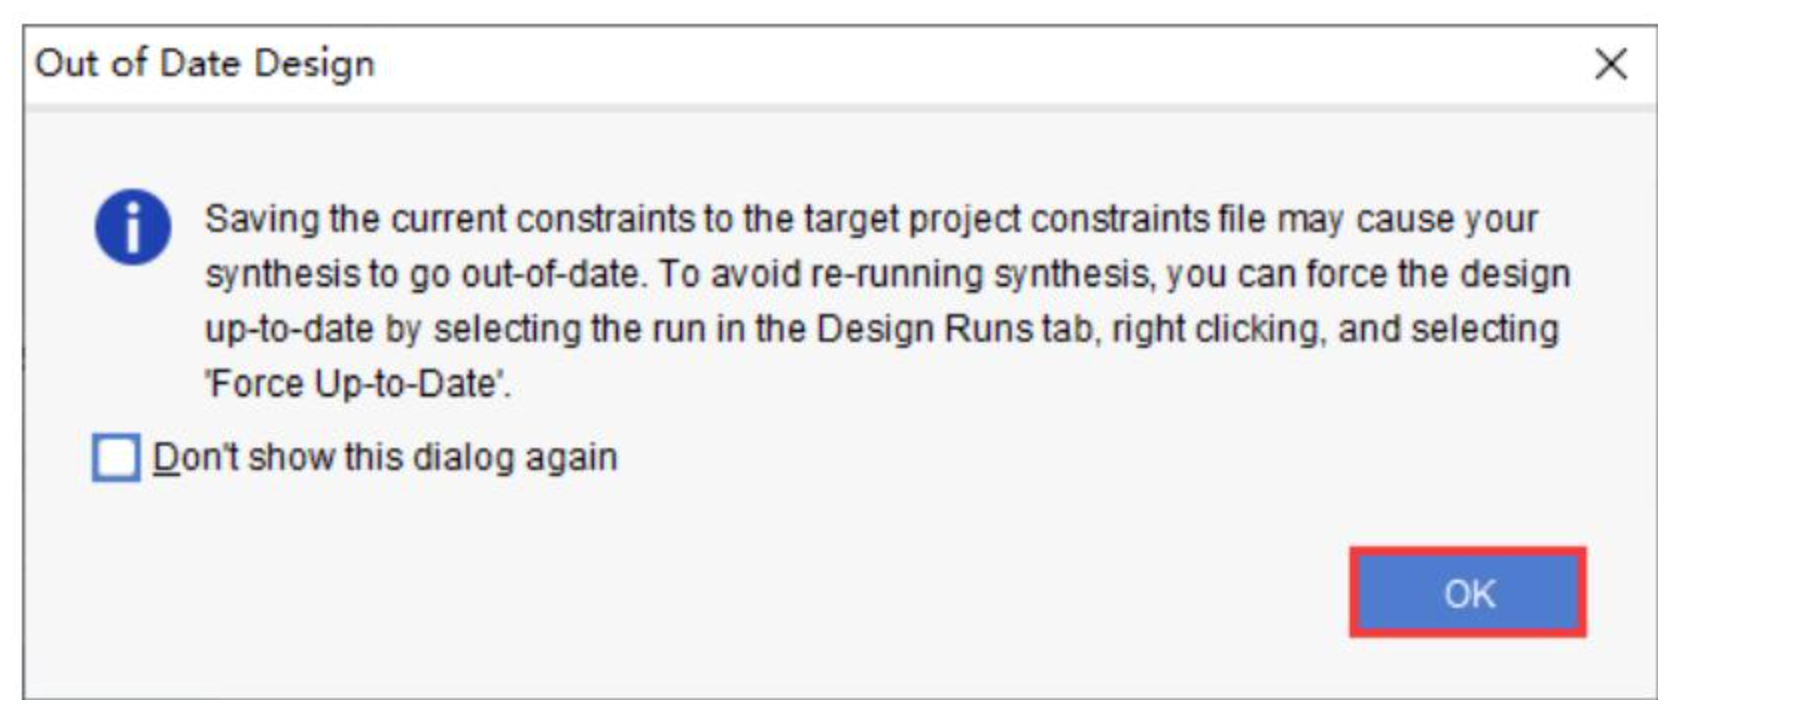 Out of Date Design
Saving the current constraints to the target project constraints file may cause your
synthesis to go out-of-date. To avoid re-running synthesis, you can force the design
up-to-date by selecting the run in the Design Runs tab, right clicking, and selecting
'Force Up-to-Date'.
Don't show this dialog again
OK